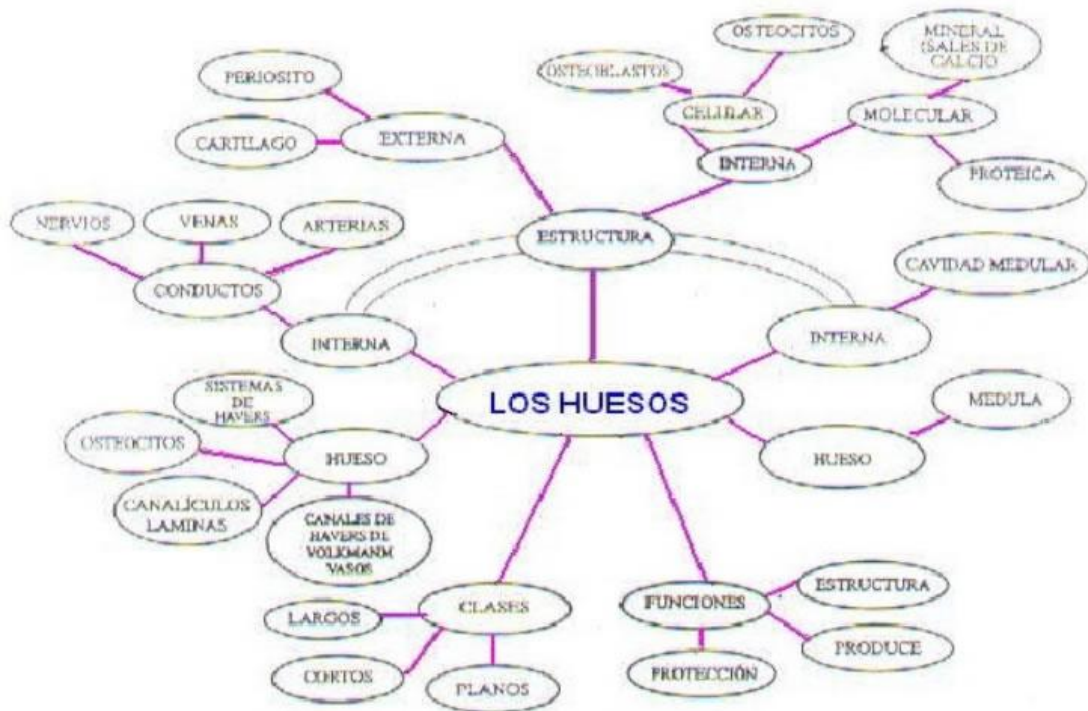 OSTEOCITOS
MINERAL
(SALES DE
CALCIO
PERIOSITO
OSTEOBLASTOS
CELULAR
MOLECULAR
CARTILAGO
EXTERNA
INTERNA
PROTEICA
NERVIOS
VENAS
ARTERIAS
ESTRUCTURA
CAVIDAD MEDULAR
CONDUCTOS
INTERNA
INTERNA
SISTEMAS
DE
HAVERS
LOS HUESOS
MEDULA
OSTEOCITOS
HUESO
HUESO
CANALÍCULOS
LAMINAS
CANALES DE
HAVERS DE
VOLKMANM
VASOS
LARGOS
CLASES
FUNCIONES
ESTRUCTURA
CORTOS
PLANOS
PROTECCIÓN
PRODUCE